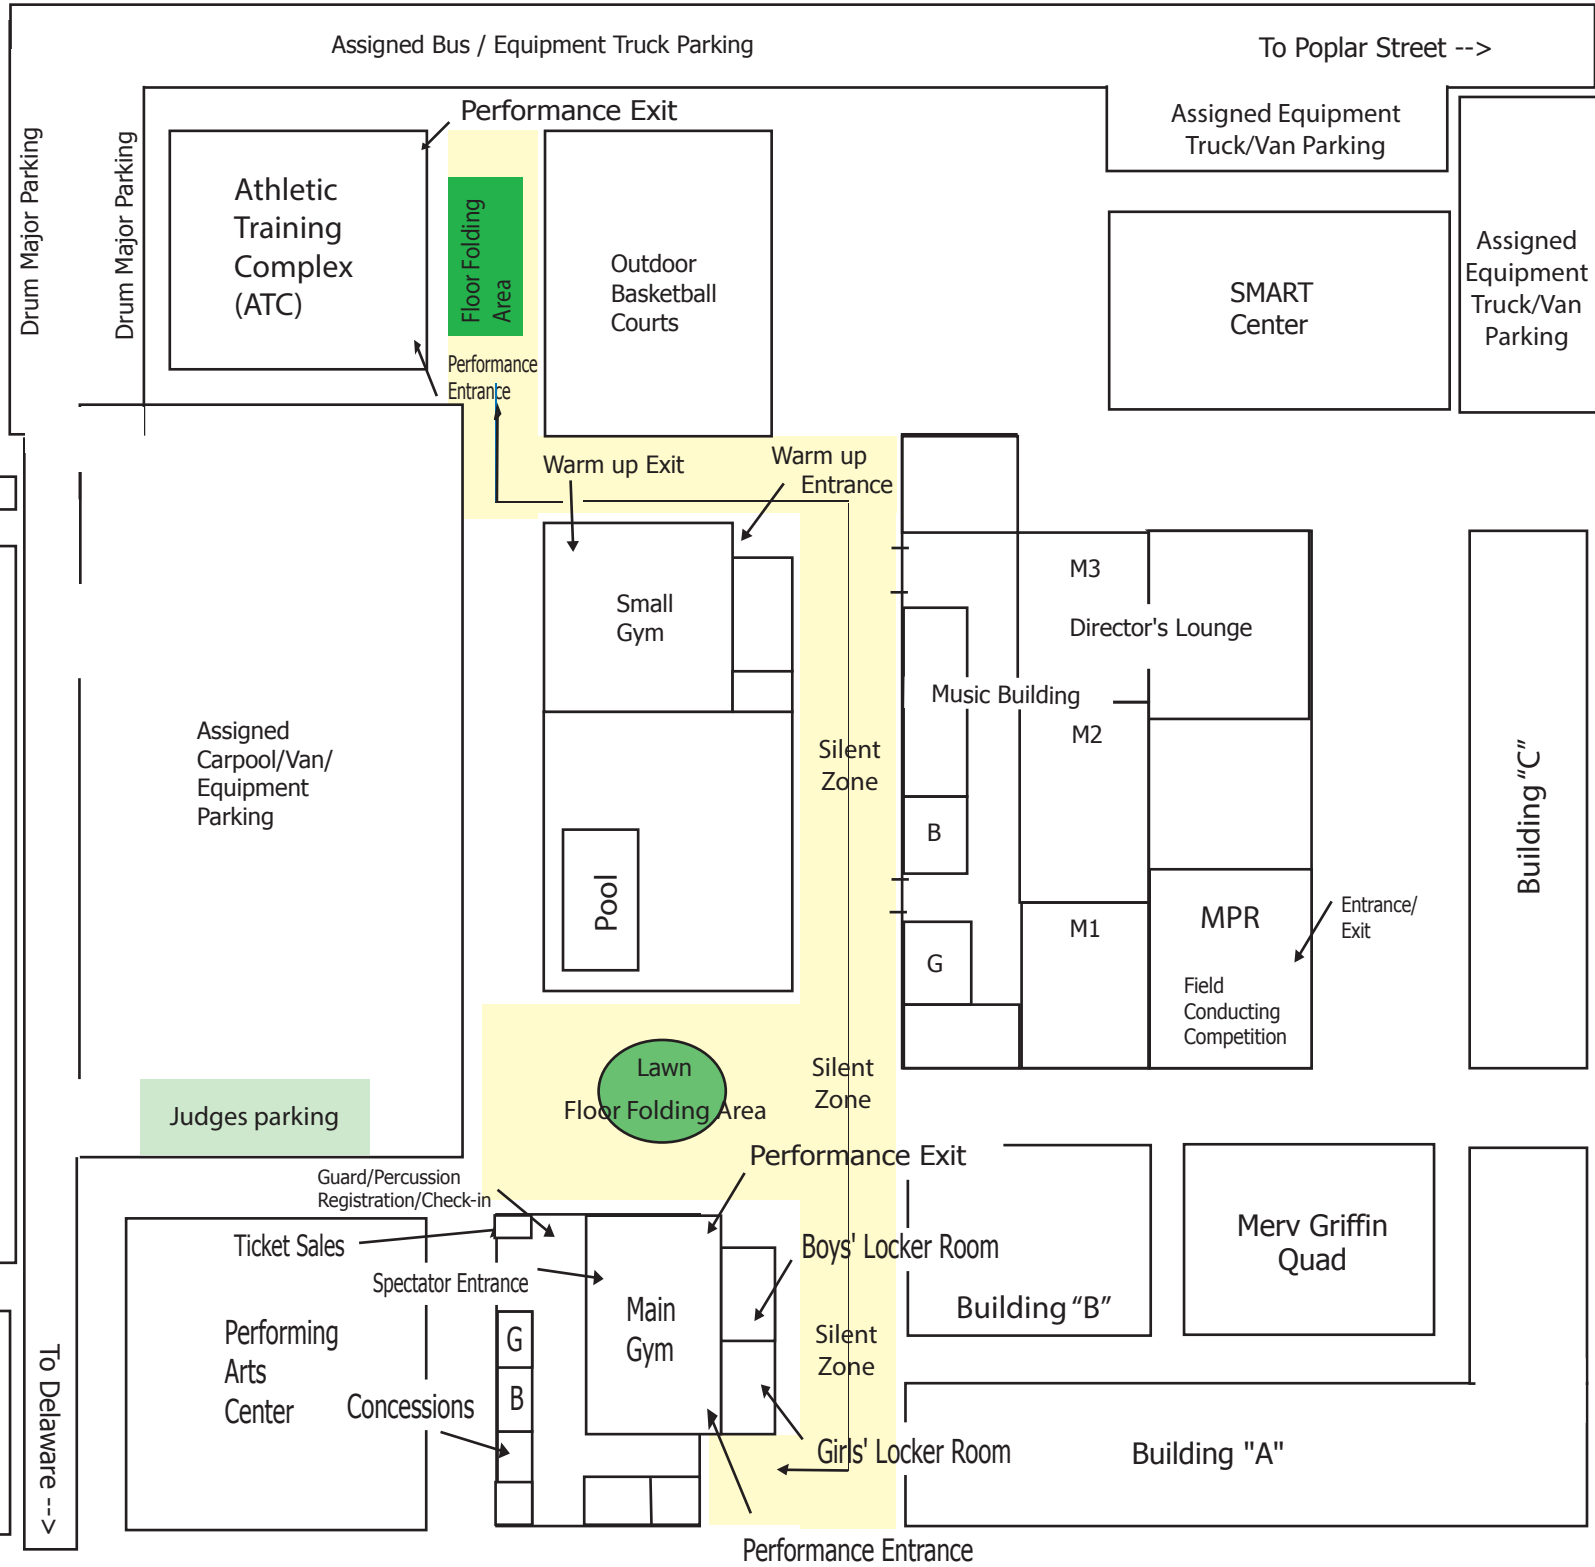 Assigned Bus / Equipment Truck Parking
To Poplar Street -->
Drum Major Parking
Drum Major Parking
Performance Exit
Assigned Equipment
Truck/Van Parking
Athletic
Training
Complex
(ATC)
Floor Folding
Area
Outdoor
Basketball
Courts
SMART
Center
Assigned
Equipment
Truck/Van
Parking
Performance
Entrance
Warm up Exit
Warm up
Entrance
M3
Small
Gym
Director's Lounge
Music Building
Assigned
Carpool/Van/
Equipment
Parking
Silent
Zone
M2
Building "C"
B
Pool
MPR
Entrance/
Exit
M1
G
Field
Conducting
Competition
Lawn
Floor Folding Area
Silent
Zone
Judges parking
Performance Exit
Guard/Percussion
Registration/Check-in
Ticket Sales
Boys' Locker Room
Merv Griffin
Quad
Spectator Entrance
Main
Gym
Building “B”
Performing
Arts
Center
G
Silent
Zone
To Delaware --->
Concessions
B
Girls' Locker Room
Building "A"
Performance Entrance